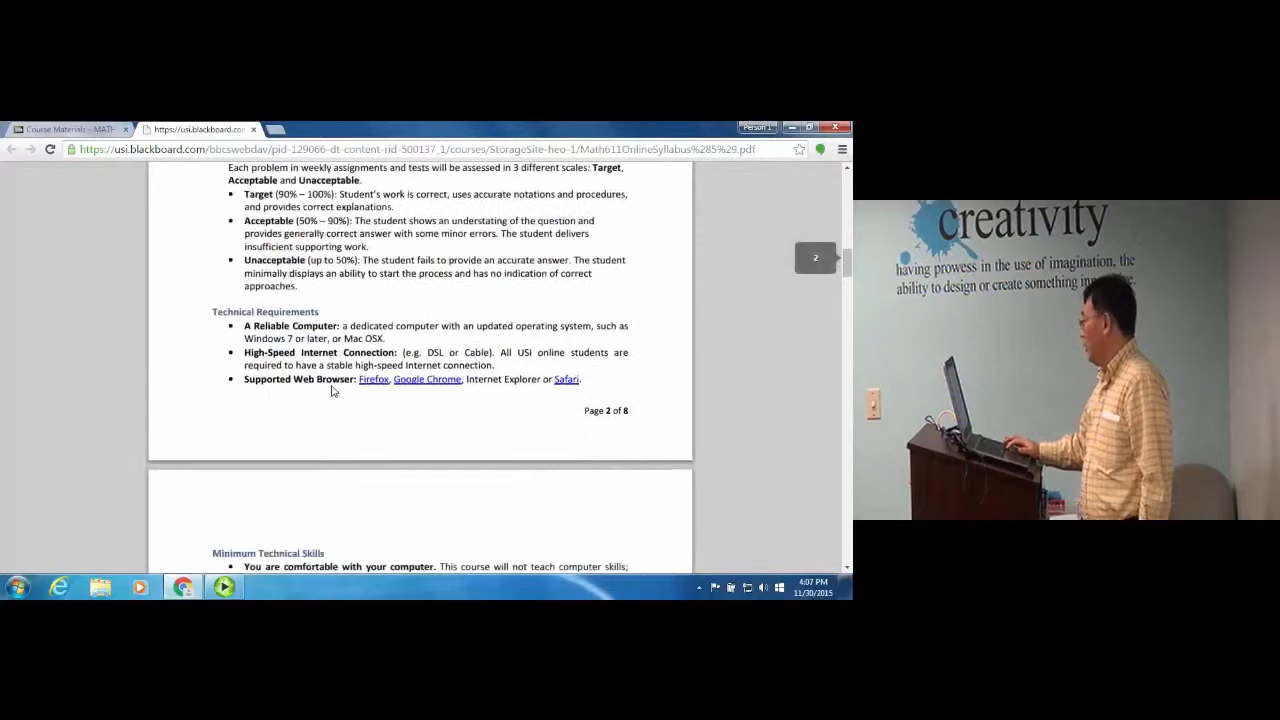 Course Materials – MATH
https://usi.blackboard.com
Person 1
https://usi.blackboard.com/bbcswebdav/pid-129066-dt-content-rid-500137_1/courses/StorageSite-heo-1/Math611OnlineSyllabus%285%29.pdf
Each problem in weekly assignments and tests will be assessed in 3 different scales: Target,
Acceptable and Unacceptable.
• Target (90% – 100%): Student's work is correct, uses accurate notations and procedures,
and provides correct explanations.
• Acceptable (50% – 90%): The student shows an understating of the question and
provides generally correct answer with some minor errors. The student delivers
insufficient supporting work.
• Unacceptable (up to 50%): The student fails to provide an accurate answer. The student
minimally displays an ability to start the process and has no indication of correct
approaches.
2
Technical Requirements
• A Reliable Computer: a dedicated computer with an updated operating system, such as
Windows 7 or later, or Mac OSX.
• High-Speed Internet Connection: (e.g. DSL or Cable). All USI online students are
required to have a stable high-speed Internet connection.
• Supported Web Browser: Firefox, Google Chrome, Internet Explorer or Safari.
Page 2 of 8
Minimum Technical Skills
• You are comfortable with your computer. This course will not teach computer skills;
4:07 PM
11/30/2015
creativity
having prowess in the use of imagination, the
ability to design or create something